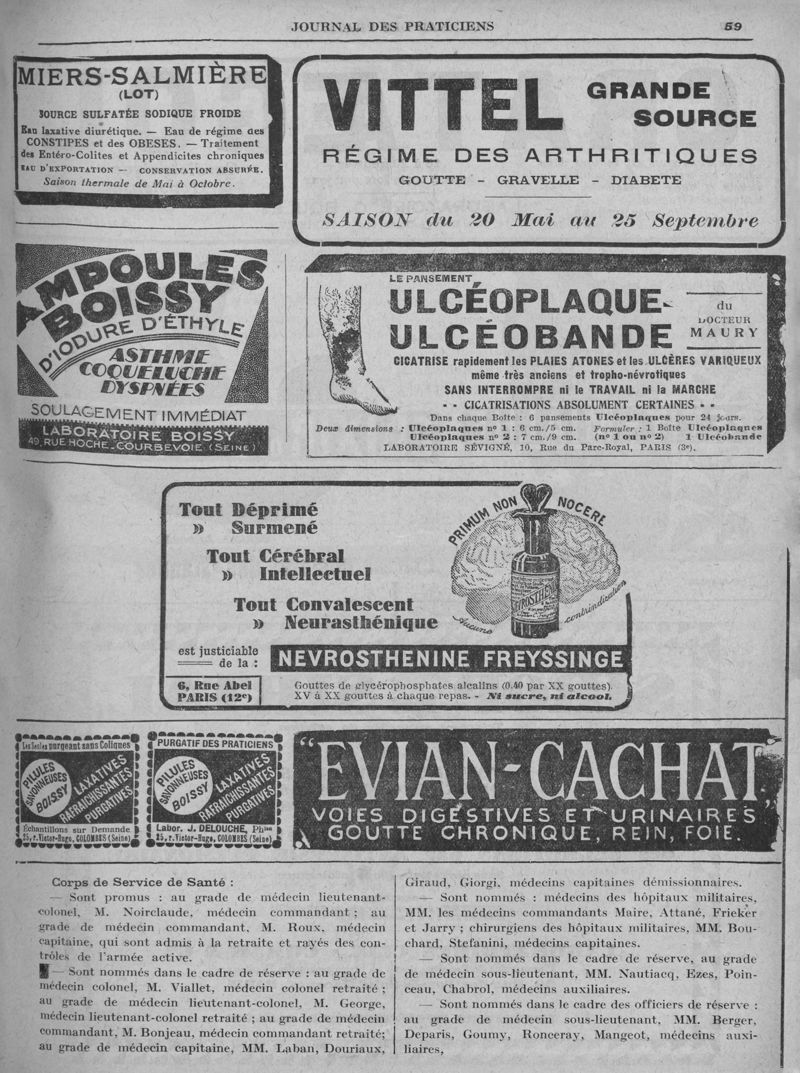 JOURNAL DES PRATICIENS 59
MIERS-SALMIÈRE
(LOT)
SOURCE SULFATÉE SODIQUE FROIDE
Eau laxative diurétique. — Eau de régime des
CONSTIPES et des OBESES. — Traitement
des Entéro-Colites et Appendicites chroniques
EAU D'EXPORTATION — CONSERVATION ABSURÉE.
Saison thermale de Mai à Octobre.
VITTEL GRANDE
SOURCE
RÉGIME DES ARTHRITIQUES
GOUTTE - GRAVELLE - DIABETE
SAISON du 20 Mai au 25 Septembre
AMPOULES
BOISSY
D'IODURE D'ÉTHYLE
ASTHME
COQUELUCHE
DYSPNÉES
SOULAGEMENT IMMÉDIAT
LABORATOIRE BOISSY
49, RUE HOCHE_COURBEVOIE (SEINE)
LE PANSEMENT
ULCÉOPLAQUE-
ULCÉOBANDE
du
DOCTEUR
MAURY
CICATRISE rapidement les PLAIES ATONES et les ULCÈRES VARIQUEUX
même très anciens et tropho-névrotiques
SANS INTERROMPRE ni le TRAVAIL ni la MARCHE
- - CICATRISATIONS ABSOLUMENT CERTAINES - -
Dans chaque Boîte : 6 pansements Ulcéoplaques pour 24 jours.
Deux dimensions : Ulcéoplaques nº 1 : 6 cm./5 cm. Formuler : 1 Boîte Ulcéoplaques
Ulcéoplaques nº 2 : 7 cm./9 cm. (nº 1 ou nº 2) 1 Ulcéobande
LABORATOIRE SÉVIGNÉ, 10, Rue du Parc-Royal, PARIS (3e).
Tout Déprimé
» Surmené
Tout Cérébral
» Intellectuel
Tout Convalescent
» Neurasthénique
PRIMUM NON NOCERE
Aucune contrindication
est justiciable
de la :
NEVROSTHENINE FREYSSINGE
6, Rue Abel
PARIS (12e)
Gouttes de glycérophosphates alcalins (0.40 par XX gouttes).
XV à XX gouttes à chaque repas. - Ni sucre, ni alcool.
Les seules purgeant sans Coliques
PILULES
SAVONNEUSES
BOISSY
LAXATIVES
RAFRAICHISSANTES
PURGATIVES
Échantillons sur Demande
25, r. Victor-Hugo, COLOMBES (Seine)
PURGATIF DES PRATICIENS
PILULES
SAVONNEUSES
BOISSY
LAXATIVES
RAFRAICHISSANTES
PURGATIVES
Labor. J. DELOUCHE, Phien
25, r. Victor-Hugo, COLOMBES (Seine)
"EVIAN-CACHAT"
VOIES DIGESTIVES ET URINAIRES
GOUTTE CHRONIQUE, REIN, FOIE.
Corps de Service de Santé :
— Sont promus : au grade de médecin lieutenant-
colonel, M. Noirclaude, médecin commandant ; au
grade de médecin commandant, M. Roux, médecin
capitaine, qui sont admis à la retraite et rayés des con-
trôles de l'armée active.
— Sont nommés dans le cadre de réserve : au grade de
médecin colonel, M. Viallet, médecin colonel retraité ;
au grade de médecin lieutenant-colonel, M. George,
médecin lieutenant-colonel retraité ; au grade de médecin
commandant, M. Bonjeau, médecin commandant retraité;
au grade de médecin capitaine, MM. Laban, Douriaux,
Giraud, Giorgi, médecins capitaines démissionnaires.
— Sont nommés : médecins des hôpitaux militaires,
MM. les médecins commandants Maire, Attané, Fricker
et Jarry ; chirurgiens des hôpitaux militaires, MM. Bou-
chard, Stefanini, médecins capitaines.
— Sont nommés dans le cadre de réserve, au grade
de médecin sous-lieutenant, MM. Nautiacq, Ezes, Poin-
ceau, Chabrol, médecins auxiliaires.
— Sont nommés dans le cadre des officiers de réserve :
au grade de médecin sous-lieutenant, MM. Berger,
Deparis, Goumy, Ronceray, Mangeot, médecins auxi-
liaires,